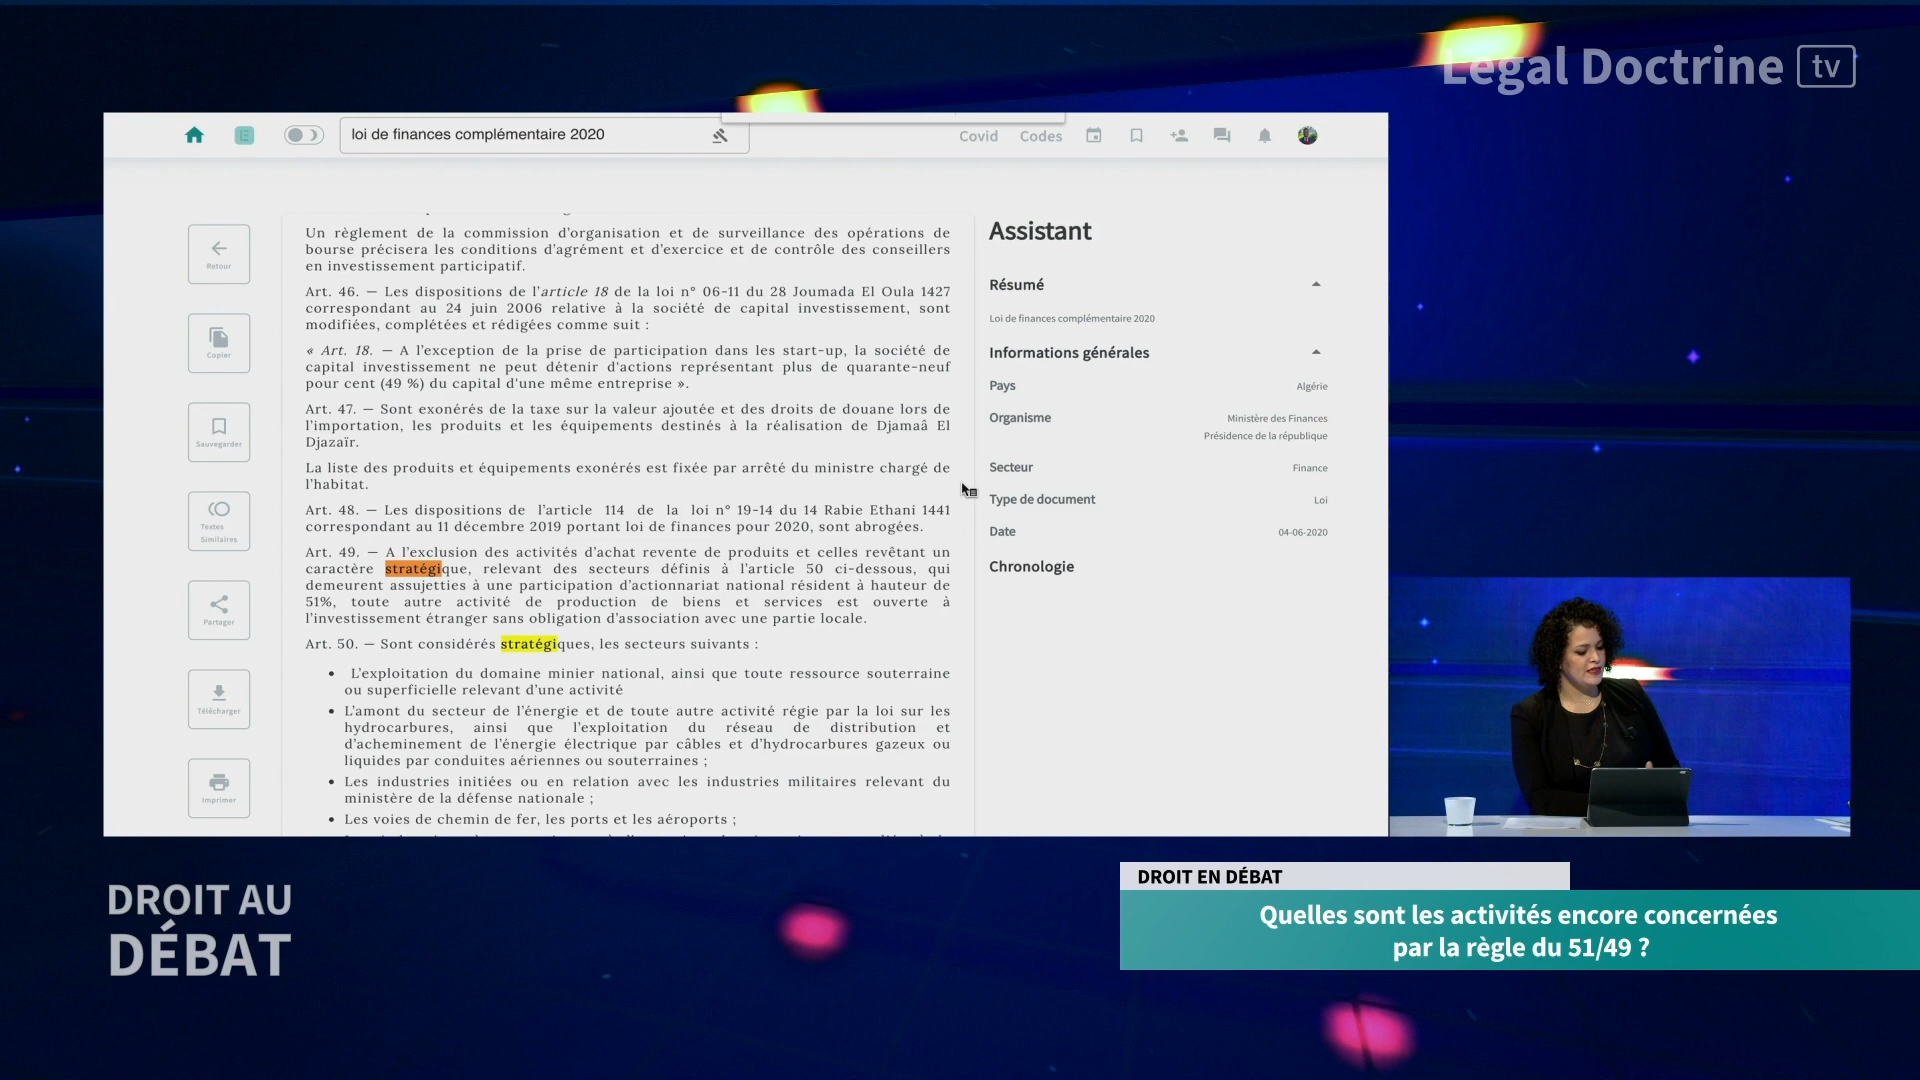 Legal Doctrine tv
loi de finances complémentaire 2020
Covid
Codes
Retour
Copier
Sauvegarder
Textes
Similaires
Partager
Télécharger
Imprimer
Un règlement de la commission d’organisation et de surveillance des opérations de
bourse précisera les conditions d’agrément et d’exercice et de contrôle des conseillers
en investissement participatif.
Art. 46. — Les dispositions de l’article 18 de la loi n° 06-11 du 28 Joumada El Oula 1427
correspondant au 24 juin 2006 relative à la société de capital investissement, sont
modifiées, complétées et rédigées comme suit :
« Art. 18. — A l’exception de la prise de participation dans les start-up, la société de
capital investissement ne peut détenir d'actions représentant plus de quarante-neuf
pour cent (49 %) du capital d'une même entreprise ».
Art. 47. — Sont exonérés de la taxe sur la valeur ajoutée et des droits de douane lors de
l’importation, les produits et les équipements destinés à la réalisation de Djamaâ El
Djazaïr.
La liste des produits et équipements exonérés est fixée par arrêté du ministre chargé de
l’habitat.
Art. 48. — Les dispositions de l’article 114 de la loi n° 19-14 du 14 Rabie Ethani 1441
correspondant au 11 décembre 2019 portant loi de finances pour 2020, sont abrogées.
Art. 49. — A l’exclusion des activités d’achat revente de produits et celles revêtant un
caractère stratégique, relevant des secteurs définis à l’article 50 ci-dessous, qui
demeurent assujetties à une participation d’actionnariat national résident à hauteur de
51%, toute autre activité de production de biens et services est ouverte à
l’investissement étranger sans obligation d’association avec une partie locale.
Art. 50. — Sont considérés stratégiques, les secteurs suivants :
• L’exploitation du domaine minier national, ainsi que toute ressource souterraine
ou superficielle relevant d’une activité
• L’amont du secteur de l’énergie et de toute autre activité régie par la loi sur les
hydrocarbures, ainsi que l’exploitation du réseau de distribution et
d’acheminement de l’énergie électrique par câbles et d’hydrocarbures gazeux ou
liquides par conduites aériennes ou souterraines ;
• Les industries initiées ou en relation avec les industries militaires relevant du
ministère de la défense nationale ;
• Les voies de chemin de fer, les ports et les aéroports ;
Assistant
Résumé
Loi de finances complémentaire 2020
Informations générales
Pays Algérie
Organisme Ministère des Finances
Présidence de la république
Secteur Finance
Type de document Loi
Date 04-06-2020
Chronologie
DROIT AU
DÉBAT
DROIT EN DÉBAT
Quelles sont les activités encore concernées
par la règle du 51/49 ?